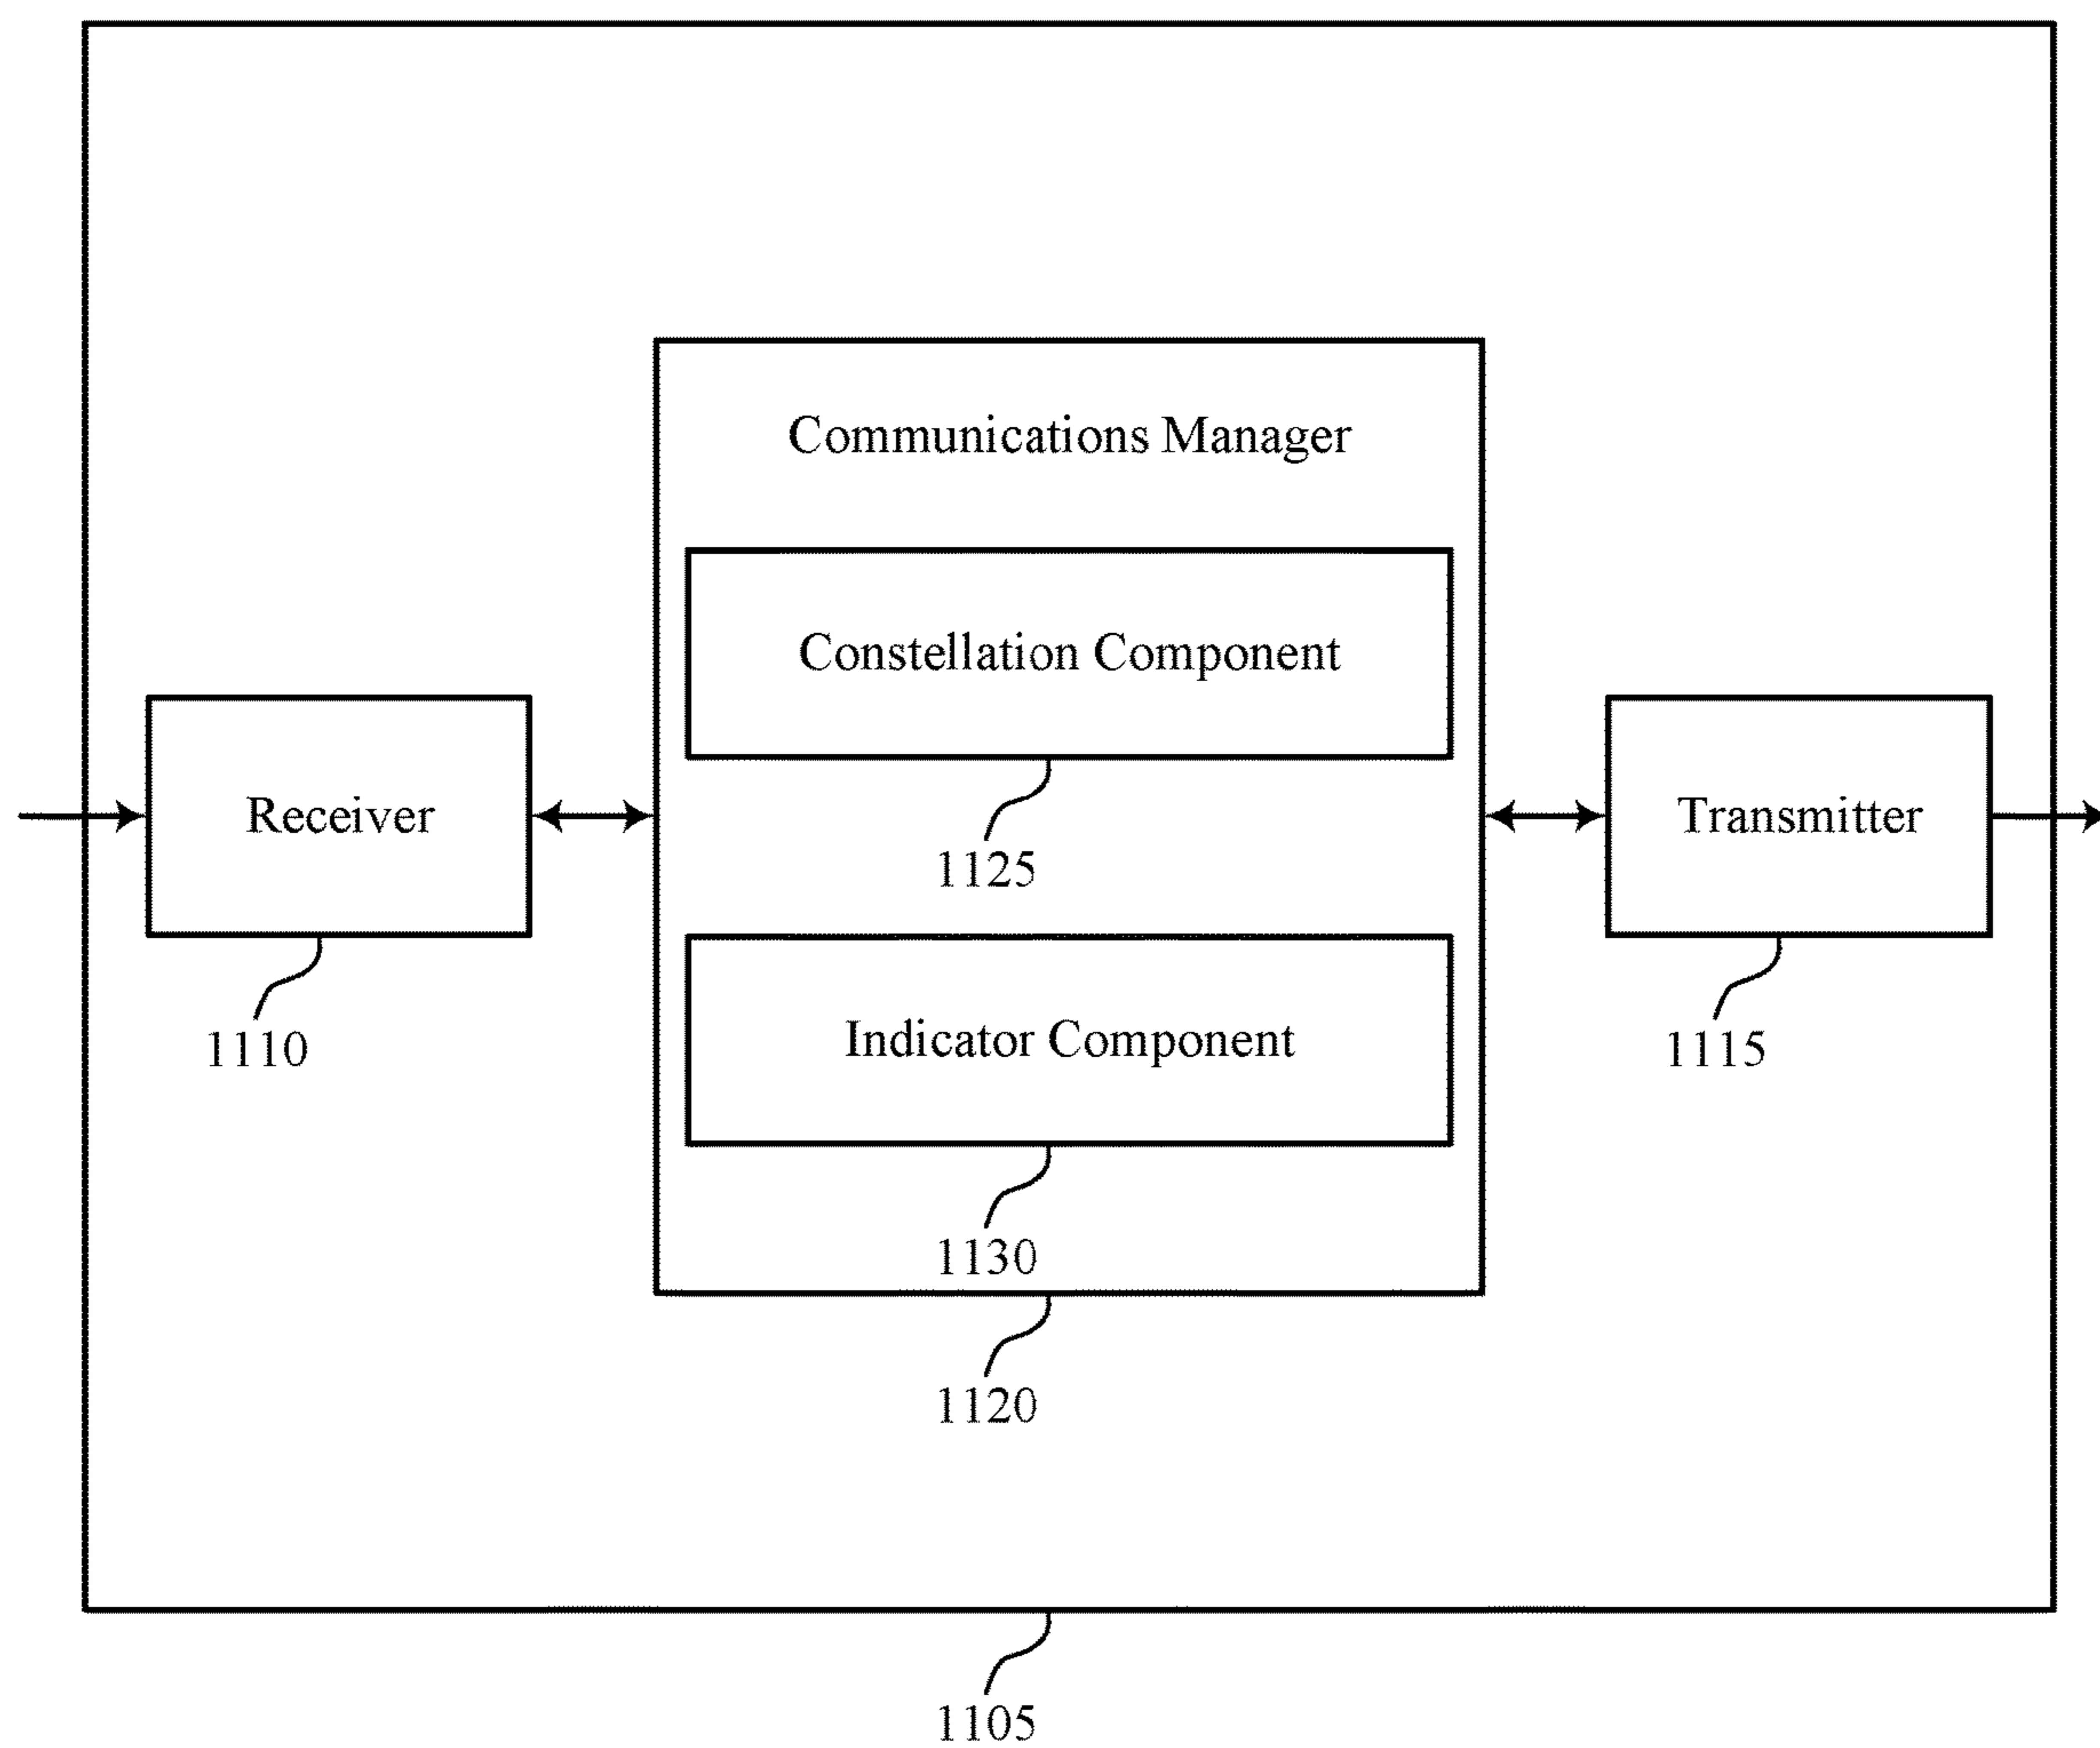 Communications Manager
Constellation Component
Receiver
Transmitter
1125
Indicator Component
1110
1115
1130
1120
1105